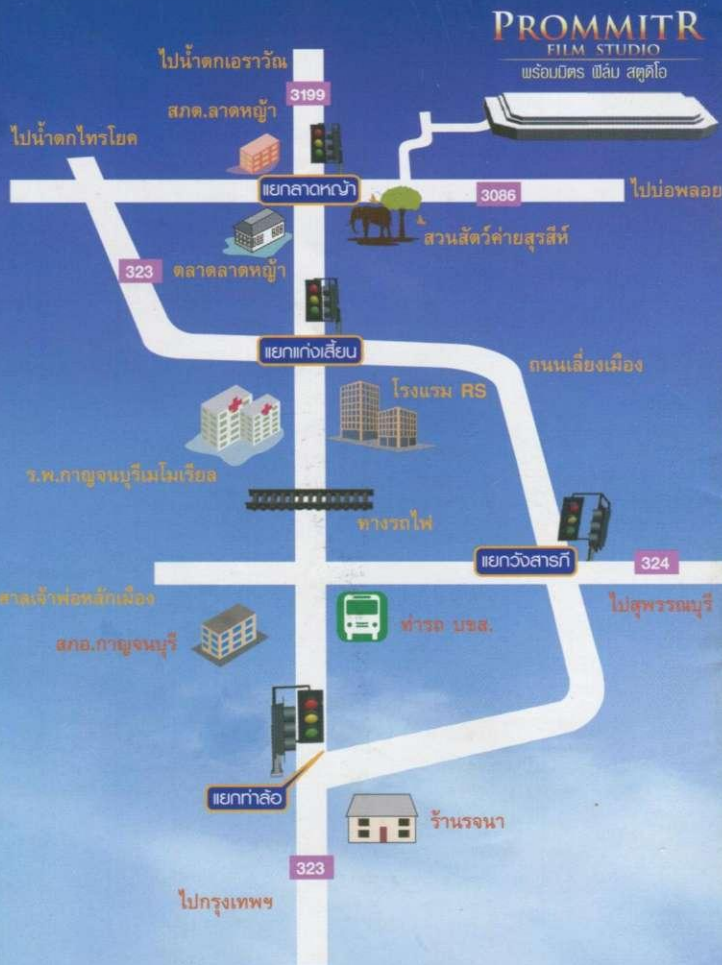 PROMMITR
FILM STUDIO
พร้อมมิตร ฟิล์ม สตูดิโอ
ไปน้ำตกเอราวัณ
3199
สภต.ลาดหญ้า
ไปน้ำตกไทรโยค
แยกลาดหญ้า
3086
ไปบ่อพลอย
สวนสัตว์ค่ายสุรสีห์
323
ตลาดลาดหญ้า
แยกแก่งเสี้ยน
ถนนเลี่ยงเมือง
โรงแรม RS
ร.พ.กาญจนบุรีเมโมเรียล
ทางรถไฟ
แยกวังสารภี
324
ศาลเจ้าพ่อหลักเมือง
ไปสุพรรณบุรี
สภอ.กาญจนบุรี
ท่ารถ บขส.
แยกท่าล้อ
ร้านรจนา
323
ไปกรุงเทพฯ